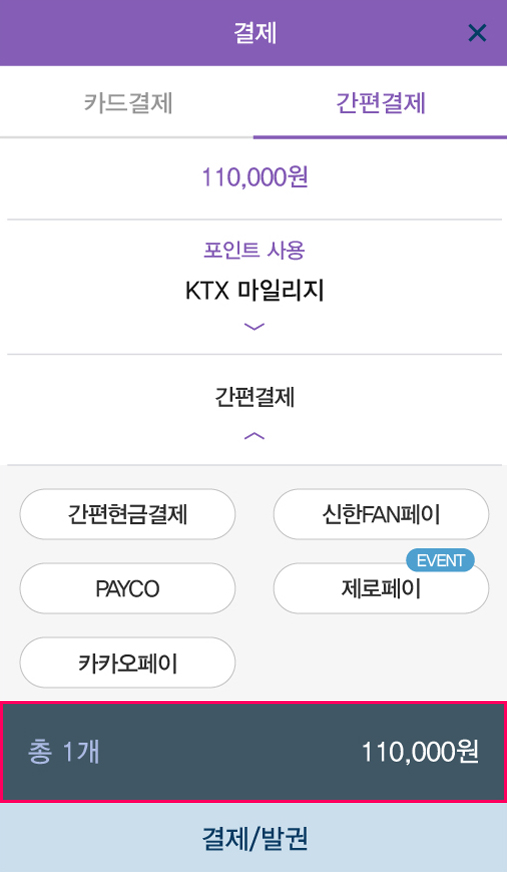 결제
카드결제 간편결제
110,000원
포인트 사용
KTX 마일리지
간편결제
간편현금결제 신한FAN페이
EVENT
PAYCO 제로페이
카카오페이
총 1개 110,000원
결제/발권